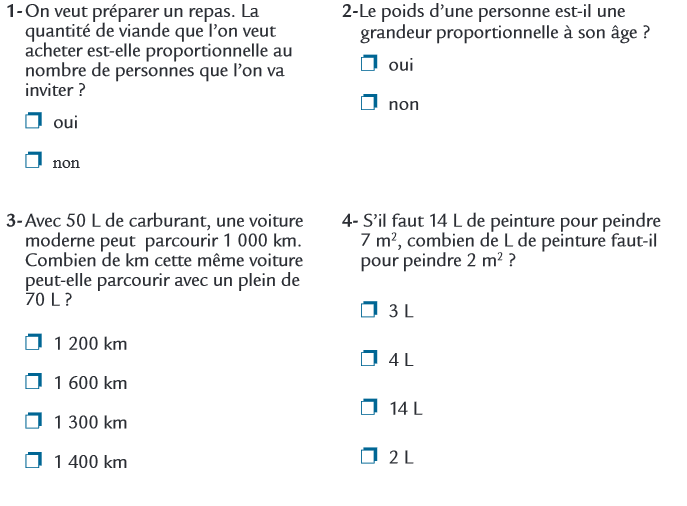 1- On veut préparer un repas. La
quantité de viande que l'on veut
acheter est-elle proportionnelle au
nombre de personnes que l'on va
inviter ?
oui
non
2-Le poids d'une personne est-il une
grandeur proportionnelle à son âge ?
oui
non
3- Avec 50 L de carburant, une voiture
moderne peut parcourir 1 000 km.
Combien de km cette même voiture
peut-elle parcourir avec un plein de
70 L ?
1 200 km
1 600 km
1 300 km
1 400 km
4- S'il faut 14 L de peinture pour peindre
7 m², combien de L de peinture faut-il
pour peindre 2 m² ?
3 L
4 L
14 L
2 L